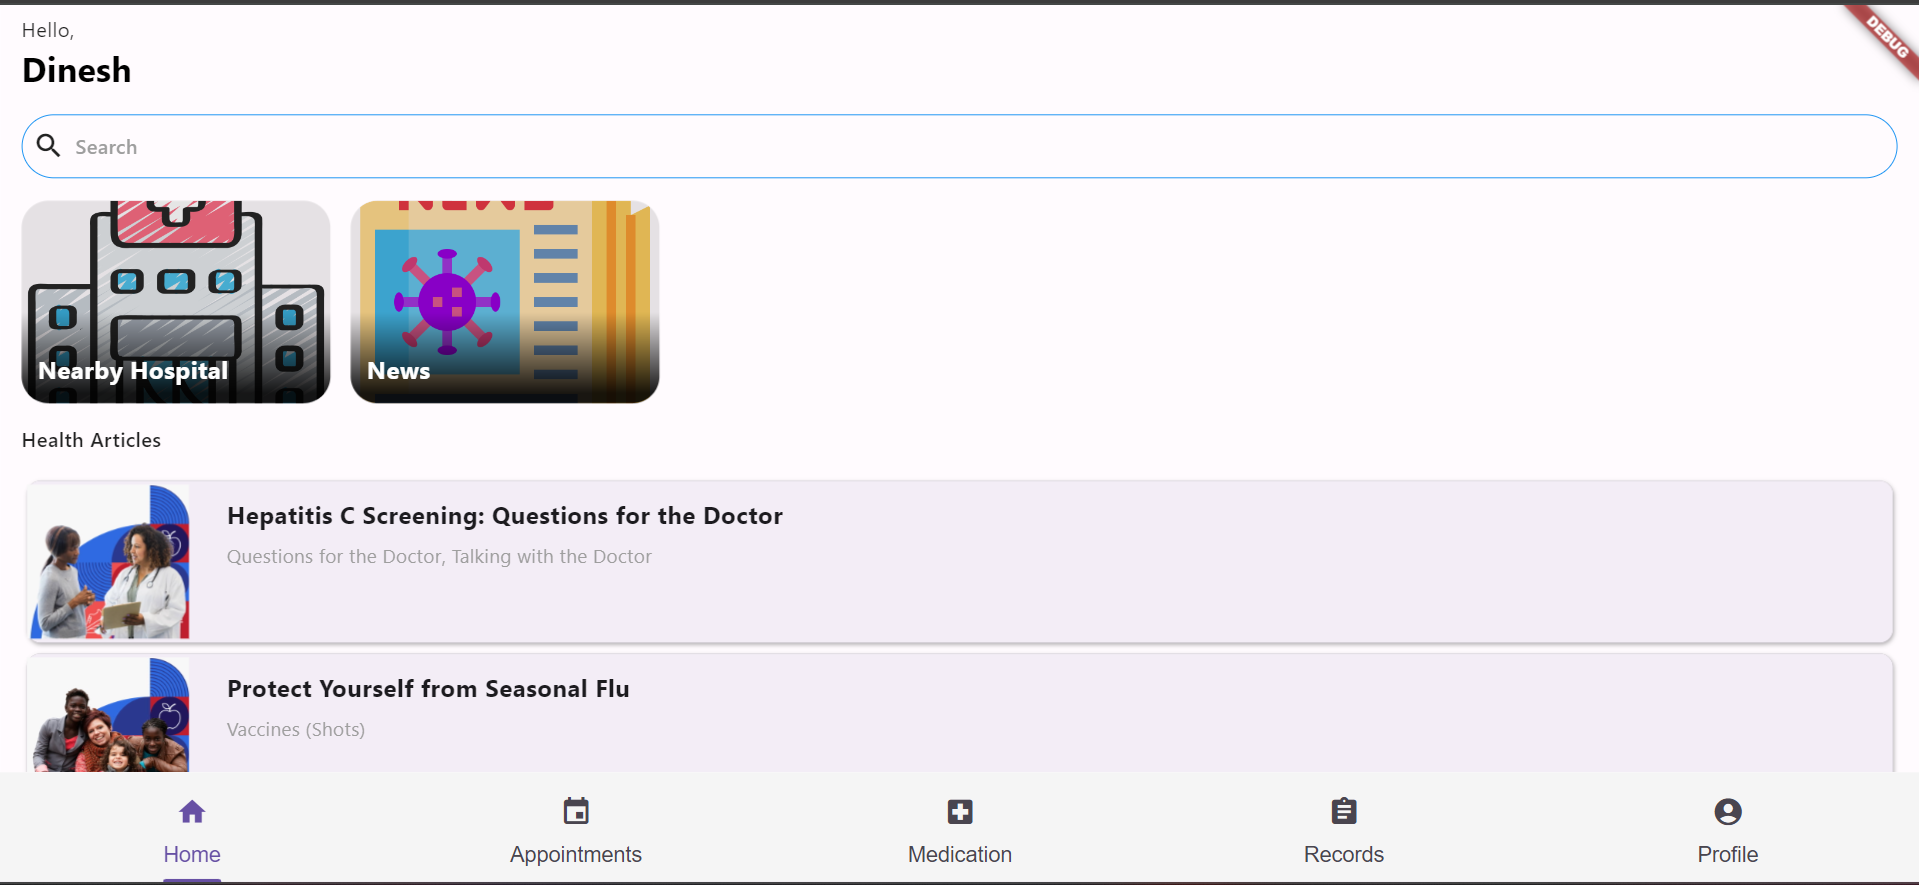 Hello,
DEBUG
Dinesh
Search
NEWS
Nearby Hospital
News
Health Articles
Hepatitis C Screening: Questions for the Doctor
Questions for the Doctor, Talking with the Doctor
Protect Yourself from Seasonal Flu
Vaccines (Shots)
Home
Appointments
Medication
Records
Profile